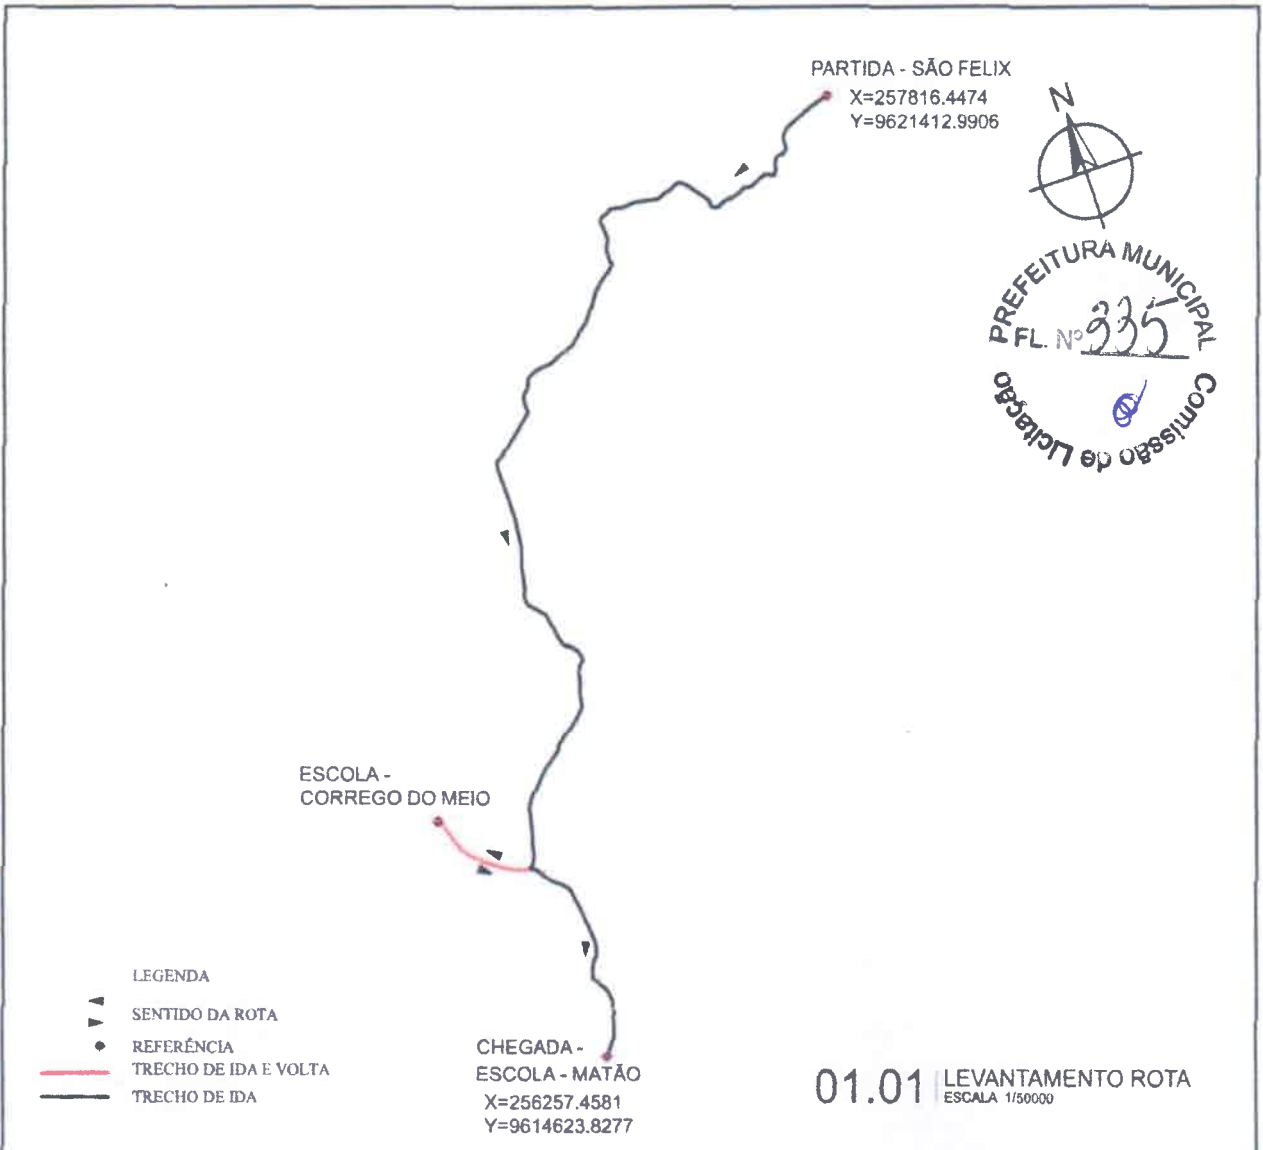 PARTIDA - SÃO FELIX
X=257816.4474
Y=9621412.9906
N
PREFEITURA MUNICIPAL
FL. Nº 335
Comissão de Licitação
ESCOLA -
CORREGO DO MEIO
LEGENDA
SENTIDO DA ROTA
REFERÊNCIA
TRECHO DE IDA E VOLTA
TRECHO DE IDA
CHEGADA -
ESCOLA - MATÃO
X=256257.4581
Y=9614623.8277
01.01 LEVANTAMENTO ROTA
ESCALA 1/50000